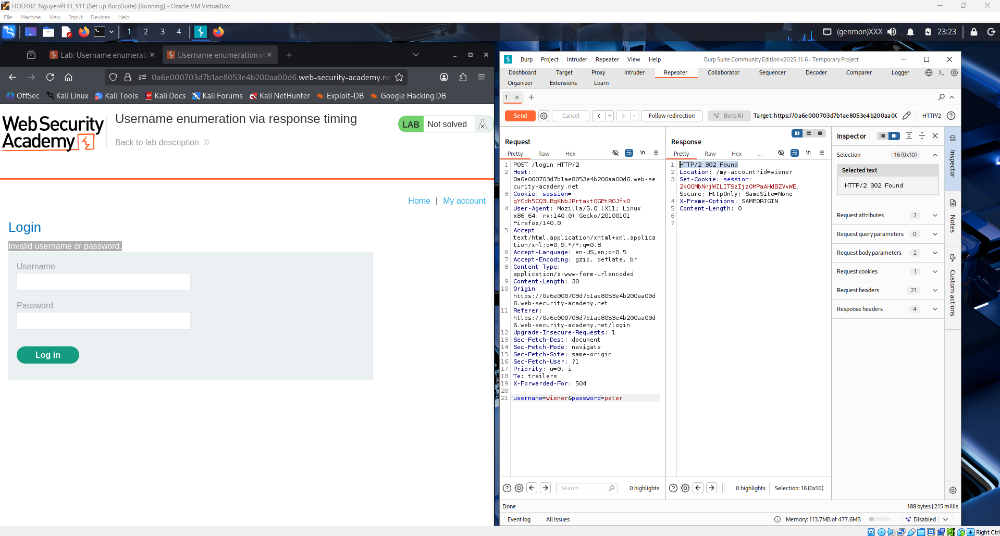 HOD402_NguyenPHH_511 (Set up BurpSuite) [Running] - Oracle VM VirtualBox
File Machine View Input Devices Help
1 2 3 4 (genmon)XXX 23:23
Lab: Username enumerati Username enumeration vi
0a6e000703d7b1ae8053e4b200aa00d6.web-security-academy.ne
OffSec Kali Linux Kali Tools Kali Docs Kali Forums Kali NetHunter Exploit-DB Google Hacking DB
Web Security
Academy
Username enumeration via response timing
Back to lab description
LAB Not solved
Home | My account
Login
Invalid username or password.
Username
Password
Log in
Burp Project Intruder Repeater View Help Burp Suite Community Edition v2025.11.6 - Temporary Project
Dashboard Target Proxy Intruder Repeater Collaborator Sequencer Decoder Comparer Logger
Organizer Extensions Learn
1
Send Cancel Follow redirection Burp AI Target: https://0a6e000703d7b1ae8053e4b200aa00 HTTP/2
Request
Pretty Raw Hex \n
1 POST /login HTTP/2
2 Host:
0a6e000703d7b1ae8053e4b200aa00d6.web-se
curity-academy.net
3 Cookie: session=
gYCdh5CQ3LBgKNbJPrtakt0GEtROJfxO
4 User-Agent: Mozilla/5.0 (X11; Linux
x86_64; rv:140.0) Gecko/20100101
Firefox/140.0
5 Accept:
text/html,application/xhtml+xml,applica
tion/xml;q=0.9,*/*;q=0.8
6 Accept-Language: en-US,en;q=0.5
7 Accept-Encoding: gzip, deflate, br
8 Content-Type:
application/x-www-form-urlencoded
9 Content-Length: 30
10 Origin:
https://0a6e000703d7b1ae8053e4b200aa00d
6.web-security-academy.net
11 Referer:
https://0a6e000703d7b1ae8053e4b200aa00d
6.web-security-academy.net/login
12 Upgrade-Insecure-Requests: 1
13 Sec-Fetch-Dest: document
14 Sec-Fetch-Mode: navigate
15 Sec-Fetch-Site: same-origin
16 Sec-Fetch-User: ?1
17 Priority: u=0, i
18 Te: trailers
19 X-Forwarded-For: 504
20
21 username=wiener&password=peter
Search 0 highlights
Response
Pretty Raw Hex ... \n
1 HTTP/2 302 Found
2 Location: /my-account?id=wiener
3 Set-Cookie: session=
2kQGMbNnjWILIT9zIjzOMPaAHdBZVvWE;
Secure; HttpOnly; SameSite=None
4 X-Frame-Options: SAMEORIGIN
5 Content-Length: 0
6
7
0 highlights Selection: 16 (0x10)
Inspector
Selection 16 (0x10)
Selected text
HTTP/2 302 Found
Request attributes 2
Request query parameters 0
Request body parameters 2
Request cookies 1
Request headers 21
Response headers 4
Inspector
Notes
Custom actions
Done 188 bytes | 215 millis
Event log All issues Memory: 113.7MB of 477.6MB Disabled
Right Ctrl